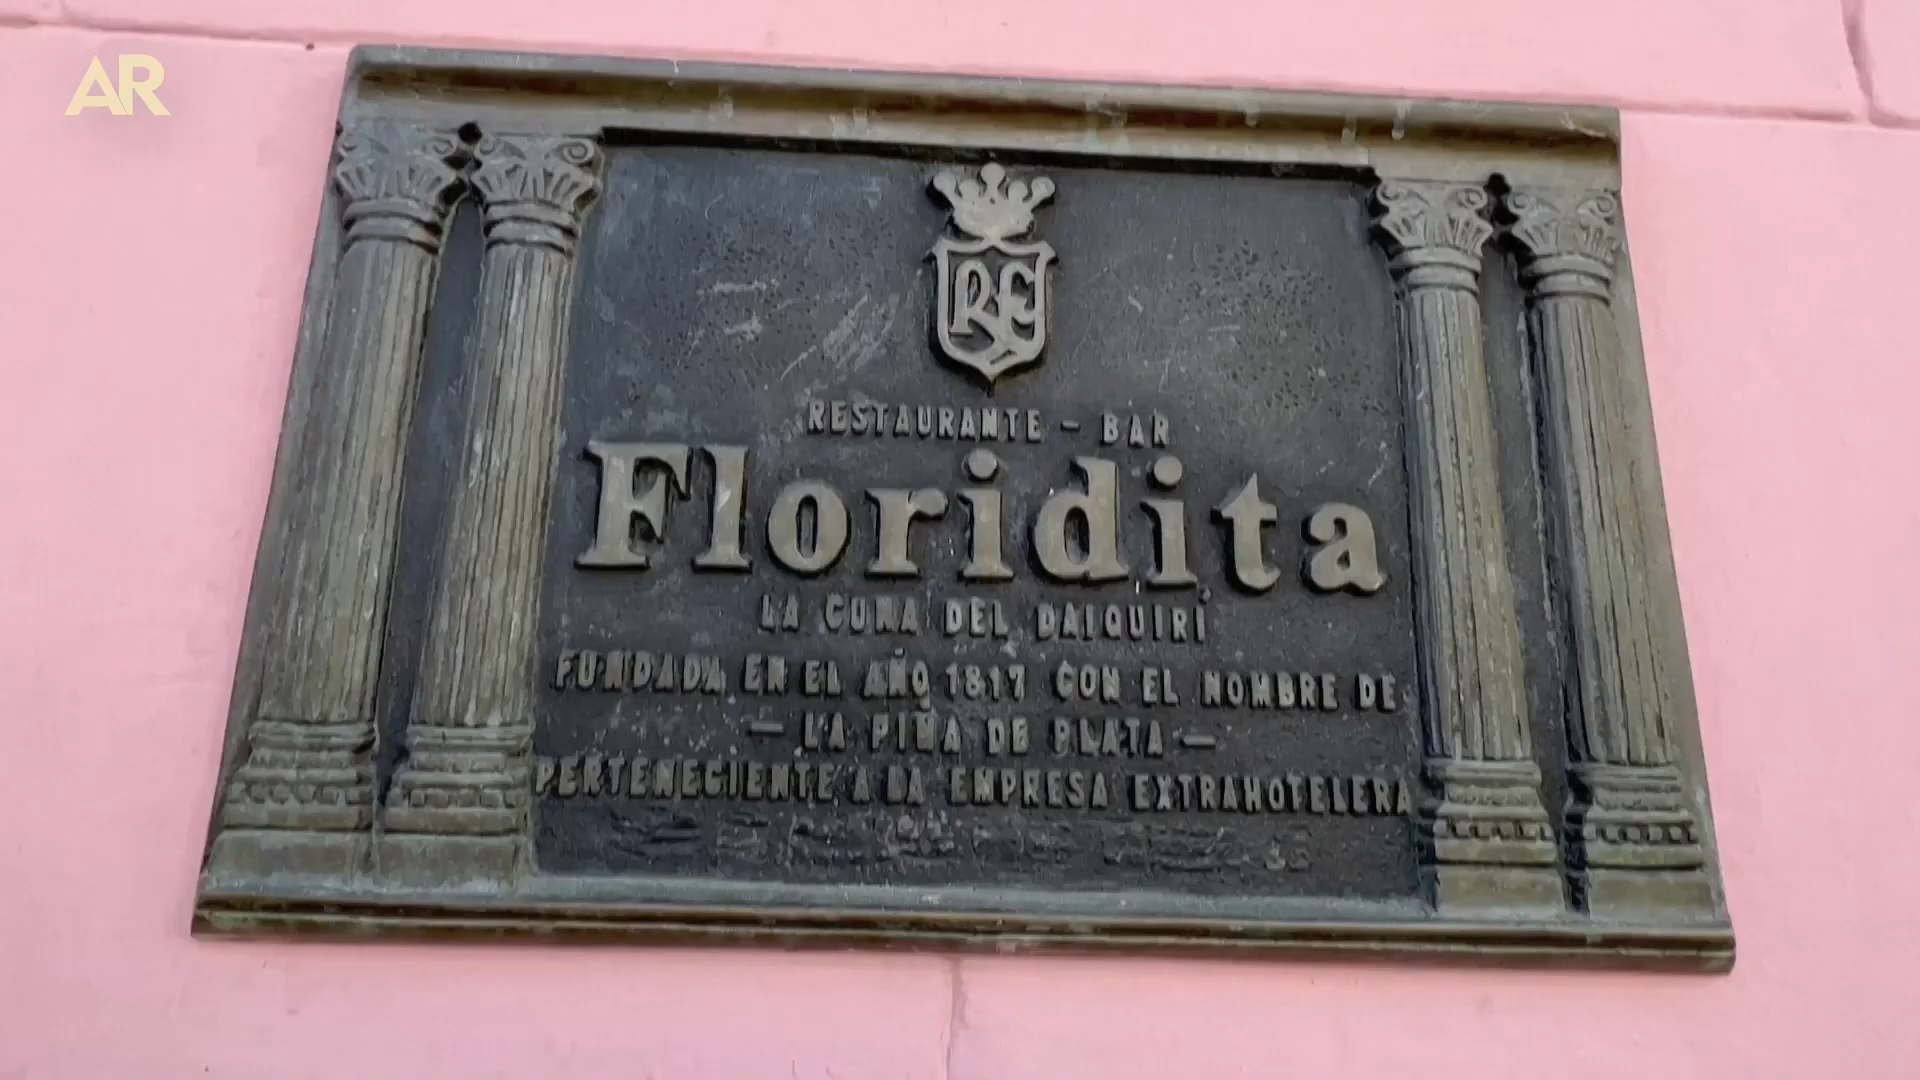 AR
RF
RESTAURANTE - BAR
Floridita
LA CUNA DEL DAIQUIRÍ
FUNDADA EN EL AÑO 1817 CON EL NOMBRE DE
— LA PIÑA DE PLATA —
PERTENECIENTE A LA EMPRESA EXTRAHOTELERA